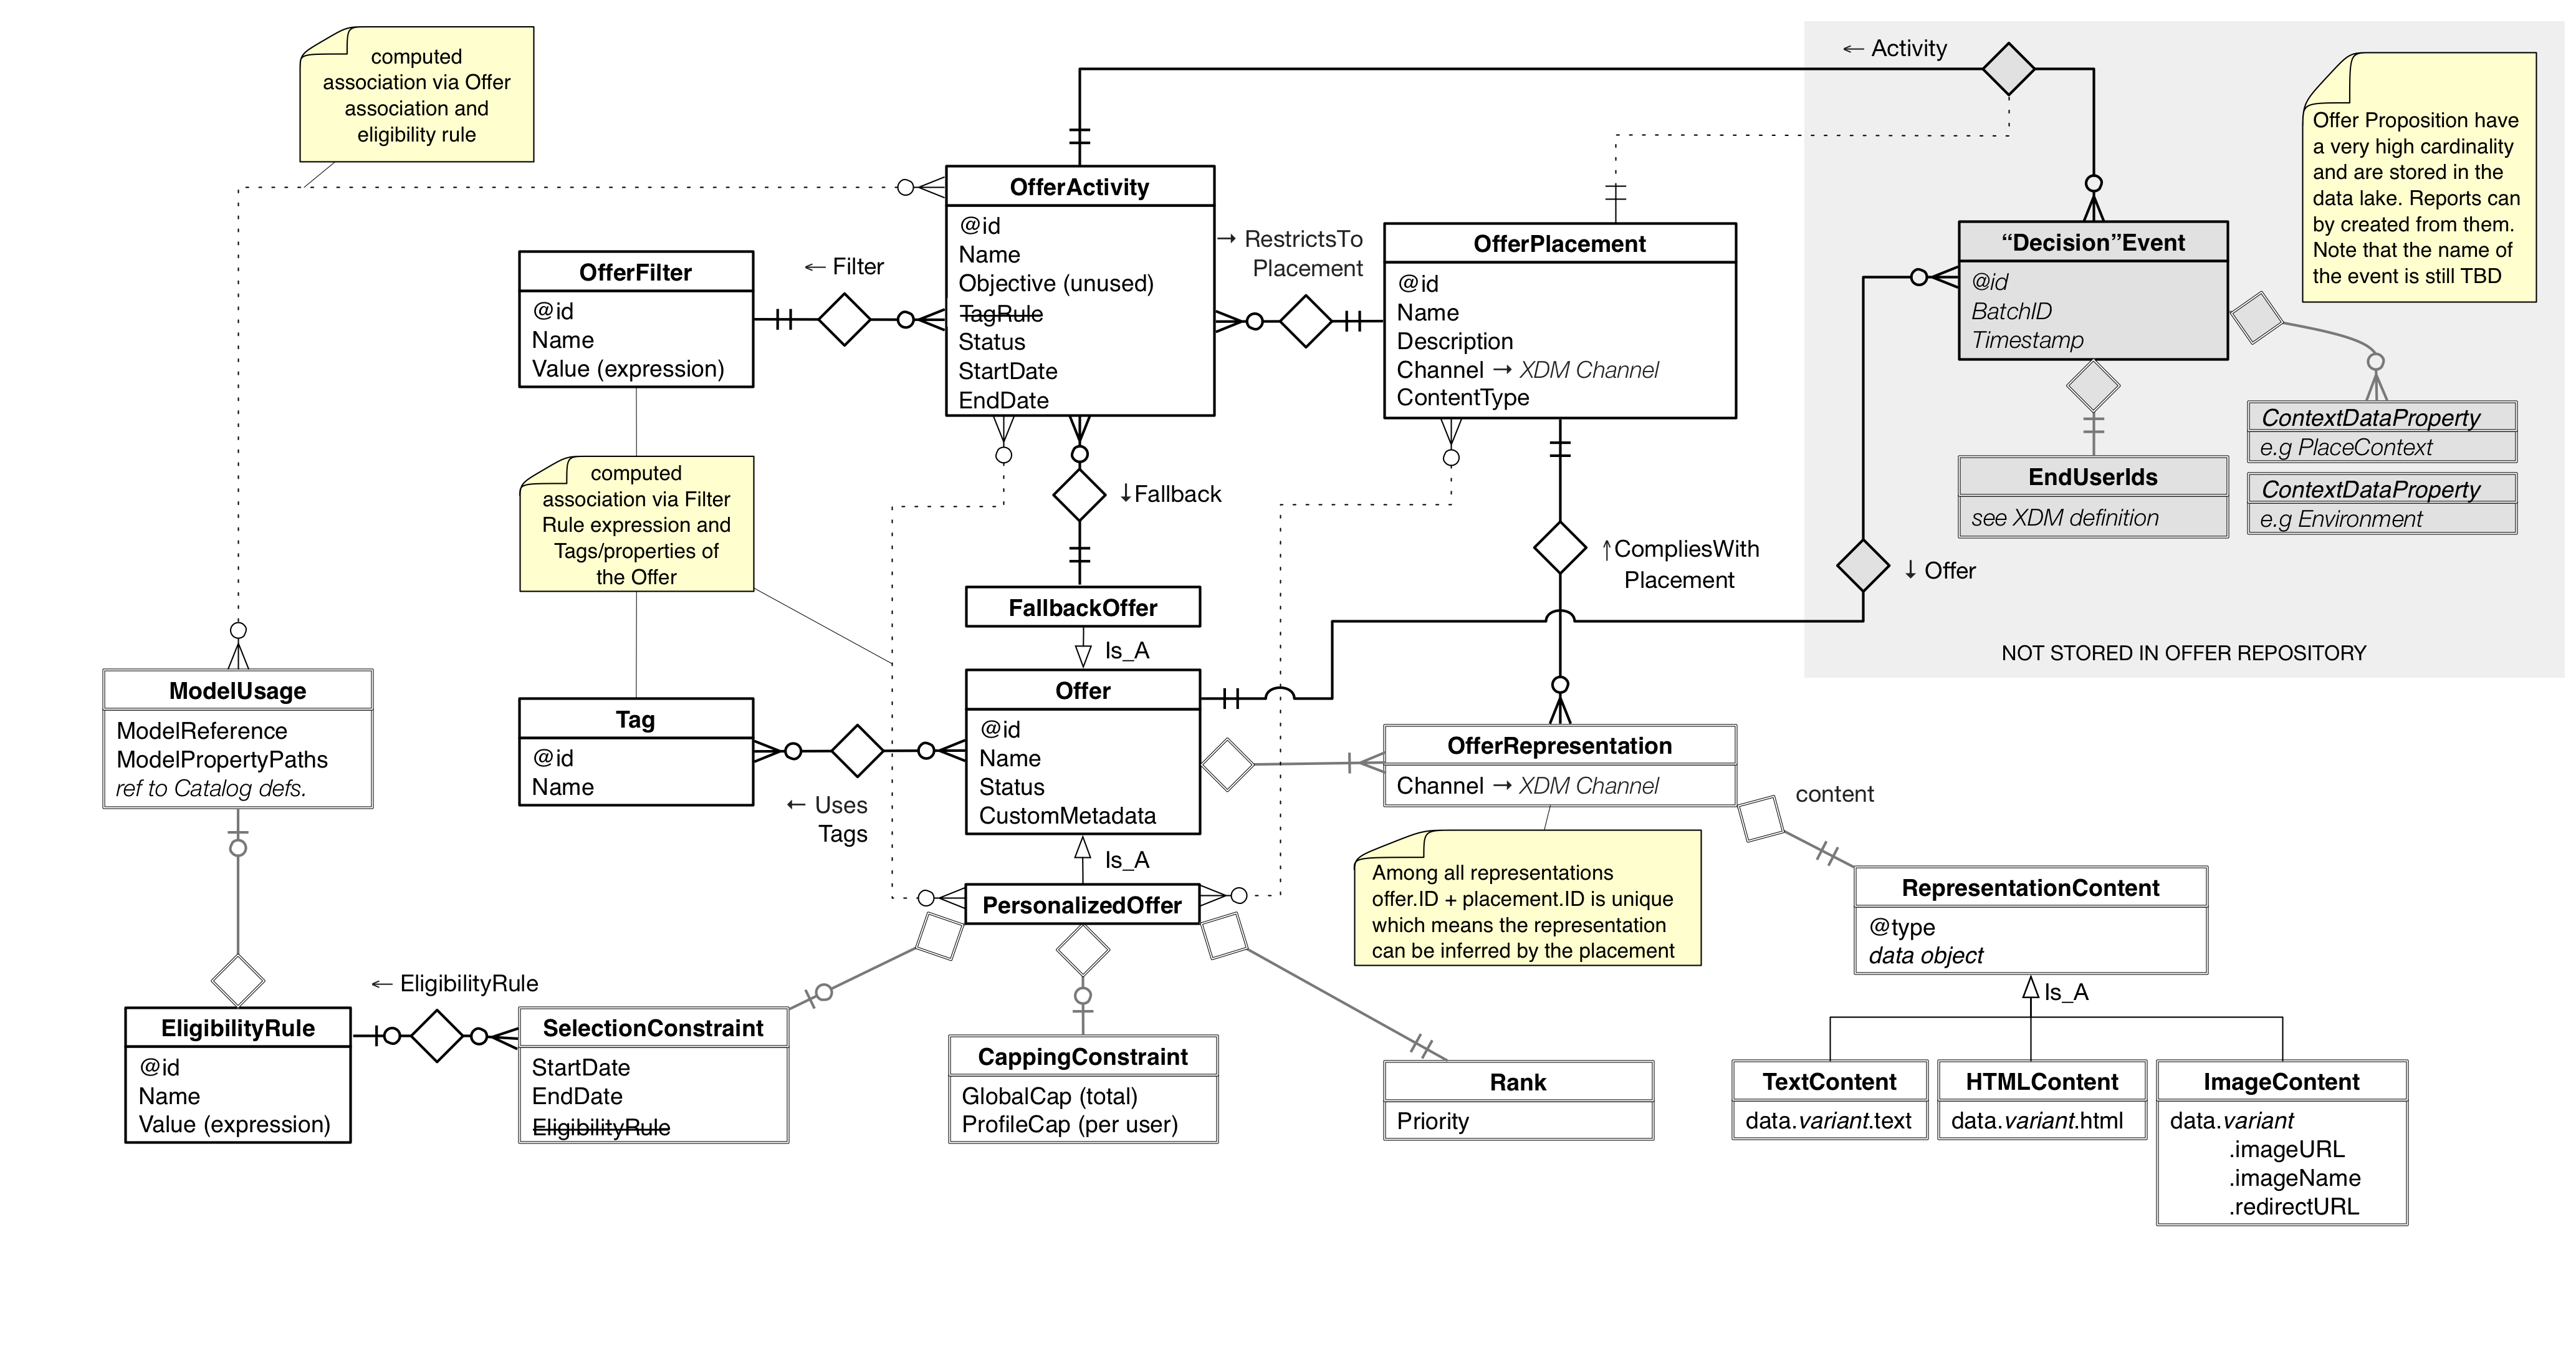 computed
association via Offer
association and
eligibility rule
← Activity
Offer Proposition have
a very high cardinality
and are stored in the
data lake. Reports can
by created from them.
Note that the name of
the event is still TBD
OfferActivity
@id
Name
Objective (unused)
TagRule
Status
StartDate
EndDate
→ RestrictsTo
Placement
OfferPlacement
@id
Name
Description
Channel → XDM Channel
ContentType
“Decision”Event
@id
BatchID
Timestamp
OfferFilter
@id
Name
Value (expression)
← Filter
ContextDataProperty
e.g PlaceContext
ContextDataProperty
e.g Environment
EndUserIds
see XDM definition
computed
association via Filter
Rule expression and
Tags/properties of
the Offer
↓Fallback
↑CompliesWith
Placement
↓ Offer
NOT STORED IN OFFER REPOSITORY
FallbackOffer
Is_A
ModelUsage
ModelReference
ModelPropertyPaths
ref to Catalog defs.
Tag
@id
Name
← Uses
Tags
Offer
@id
Name
Status
CustomMetadata
Is_A
OfferRepresentation
Channel → XDM Channel
content
Among all representations
offer.ID + placement.ID is unique
which means the representation
can be inferred by the placement
PersonalizedOffer
RepresentationContent
@type
data object
Is_A
← EligibilityRule
EligibilityRule
@id
Name
Value (expression)
SelectionConstraint
StartDate
EndDate
EligibilityRule
CappingConstraint
GlobalCap (total)
ProfileCap (per user)
Rank
Priority
TextContent
data.variant.text
HTMLContent
data.variant.html
ImageContent
data.variant
.imageURL
.imageName
.redirectURL